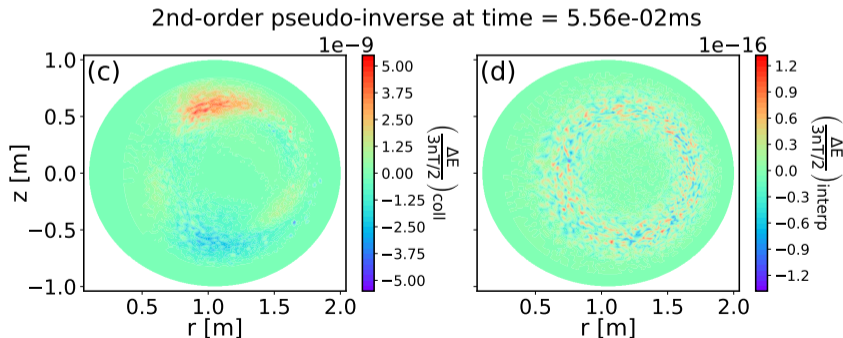 2nd-order pseudo-inverse at time = 5.56e-02ms
1e-9
1e-16
(c)
(d)
1.0
0.5
0.0
−0.5
−1.0
z [m]
0.5 1.0 1.5 2.0
r [m]
5.00
3.75
2.50
1.25
0.00
−1.25
−2.50
−3.75
−5.00
(ΔE/3nT/2)coll
0.5 1.0 1.5 2.0
r [m]
1.2
0.9
0.6
0.3
0.0
−0.3
−0.6
−0.9
−1.2
(ΔE/3nT/2)interp